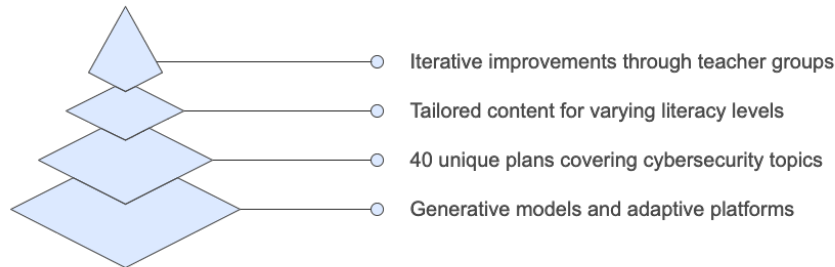 Iterative improvements through teacher groups
Tailored content for varying literacy levels
40 unique plans covering cybersecurity topics
Generative models and adaptive platforms